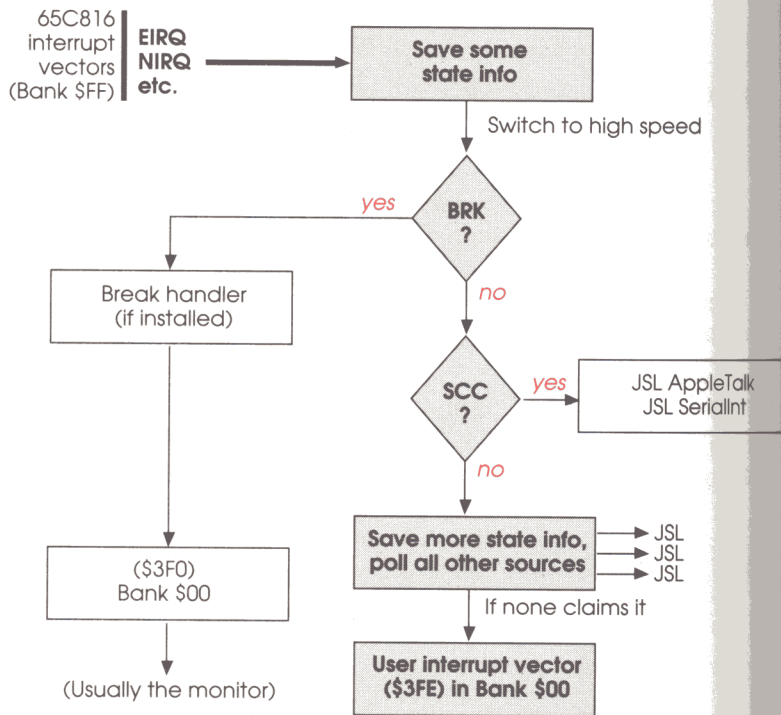 65C816
interrupt
vectors
(Bank $FF)
EIRQ
NIRQ
etc.
Save some
state info
Switch to high speed
BRK
?
yes
no
Break handler
(if installed)
SCC
?
yes
JSL AppleTalk
JSL SerialInt
no
Save more state info,
poll all other sources
JSL
JSL
JSL
($3F0)
Bank $00
If none claims it
User interrupt vector
($3FE) in Bank $00
(Usually the monitor)